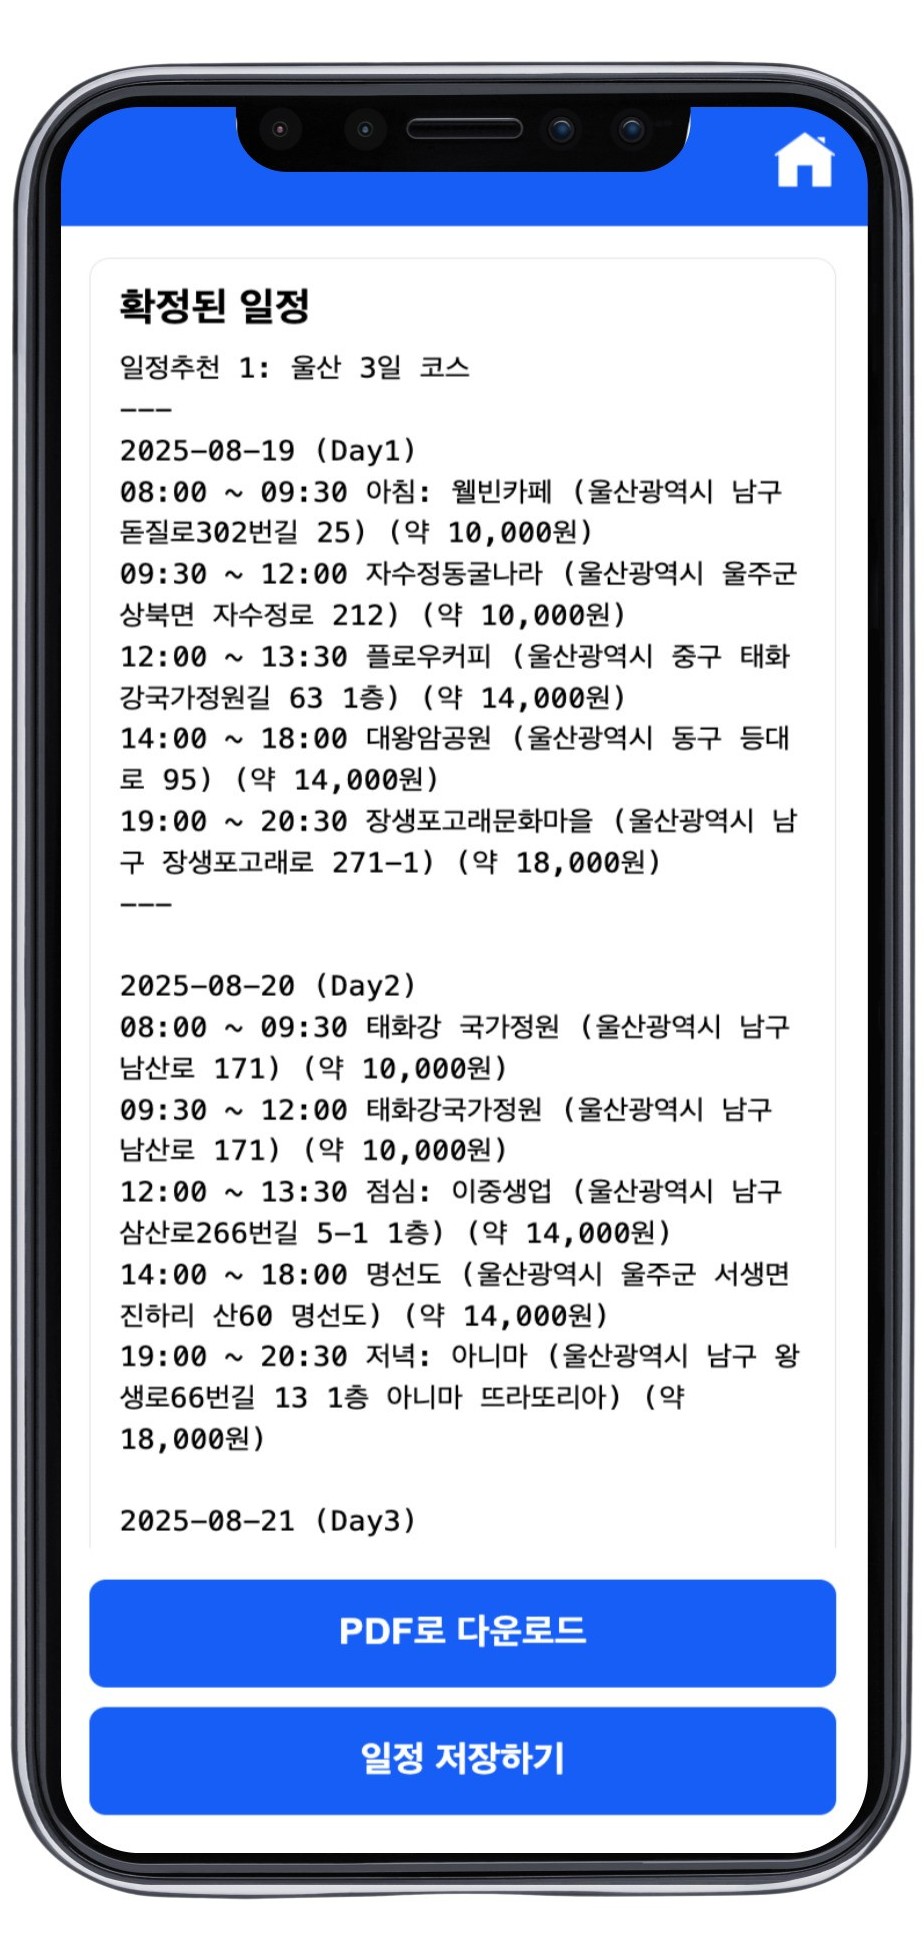 확정된 일정
일정추천 1: 울산 3일 코스
---
2025-08-19 (Day1)
08:00 ~ 09:30 아침: 웰빈카페 (울산광역시 남구
돋질로302번길 25) (약 10,000원)
09:30 ~ 12:00 자수정동굴나라 (울산광역시 울주군
상북면 자수정로 212) (약 10,000원)
12:00 ~ 13:30 플로우커피 (울산광역시 중구 태화
강국가정원길 63 1층) (약 14,000원)
14:00 ~ 18:00 대왕암공원 (울산광역시 동구 등대
로 95) (약 14,000원)
19:00 ~ 20:30 장생포고래문화마을 (울산광역시 남
구 장생포고래로 271-1) (약 18,000원)
---
2025-08-20 (Day2)
08:00 ~ 09:30 태화강 국가정원 (울산광역시 남구
남산로 171) (약 10,000원)
09:30 ~ 12:00 태화강국가정원 (울산광역시 남구
남산로 171) (약 10,000원)
12:00 ~ 13:30 점심: 이중생업 (울산광역시 남구
삼산로266번길 5-1 1층) (약 14,000원)
14:00 ~ 18:00 명선도 (울산광역시 울주군 서생면
진하리 산60 명선도) (약 14,000원)
19:00 ~ 20:30 저녁: 아니마 (울산광역시 남구 왕
생로66번길 13 1층 아니마 뜨라또리아) (약
18,000원)
2025-08-21 (Day3)
PDF로 다운로드
일정 저장하기